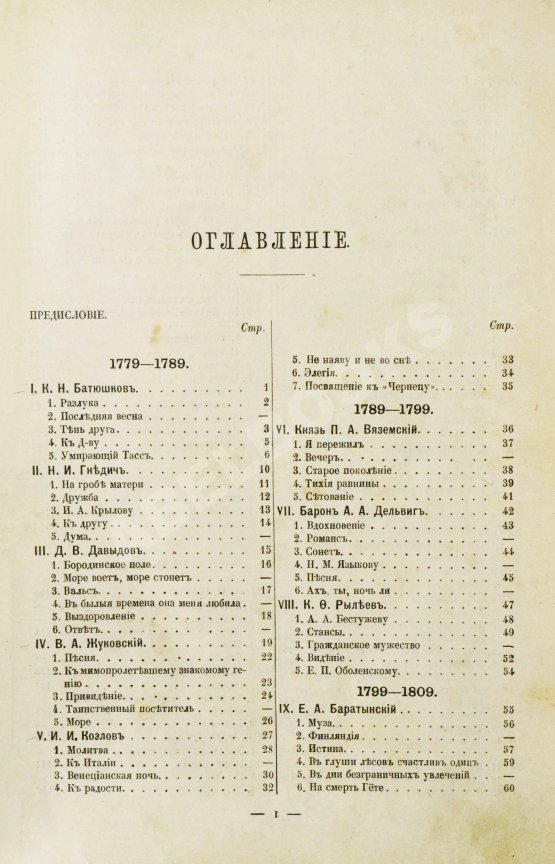 ОГЛАВЛЕНІЕ.
ПРЕДИСЛОВІЕ.
Стр.
1779—1789.
I. К. Н. Батюшковъ. 1
1. Разлука 2
2. Послѣдняя весна —
3. Тѣнь друга 3
4. Къ Д-ву 5
5. Умирающій Тассъ 6
II. Н. И. Гнѣдичъ 10
1. На гробѣ матери 11
2. Дружба 12
3. И. А. Крылову 13
4. Къ другу 14
5. Дума —
III. Д. В. Давыдовъ 15
1. Бородинское поле 16
2. Море воетъ, море стонетъ —
3. Вальсъ 17
4. Въ былыя времена она меня любила —
5. Выздоровленіе 18
6. Отвѣтъ —
IV. В. А. Жуковскій 19
1. Пѣсня 22
2. Къ мимопролетѣвшему знакомому ге-
нію 23
3. Привидѣніе 24
4. Таинственный посѣтитель —
5. Море 26
V. И. И. Козловъ 27
1. Молитва 28
2. Къ Италіи —
3. Венеціанская ночь 30
4. Къ радости 32
Стр.
5. Не наяву и не во снѣ 33
6. Элегія 34
7. Посвященіе къ «Чернецу» 35
1789—1799.
VI. Князь П. А. Вяземскій 36
1. Я пережилъ 37
2. Вечеръ —
3. Старое поколѣніе 38
4. Тихія равнины 39
5. Сѣтованіе 41
VII. Баронъ А. А. Дельвигъ 42
1. Вдохновеніе 43
2. Романсъ —
3. Сонетъ 44
4. Н. М. Языкову —
5. Пѣсня 45
6. Ахъ, ты, ночь ли —
VIII. К. Ѳ. Рылѣевъ 47
1. А. А. Бестужеву 48
2. Стансы 49
3. Гражданское мужество —
4. Видѣніе 52
5. Е. П. Оболенскому 54
1799—1809.
IX. Е. А. Баратынскій 55
1. Муза 56
2. Финляндія —
3. Истина 57
4. Въ глуши лѣсовъ счастливъ одинъ 59
5. Въ дни безграничныхъ увлеченій —
6. На смерть Гёте 60
— I —